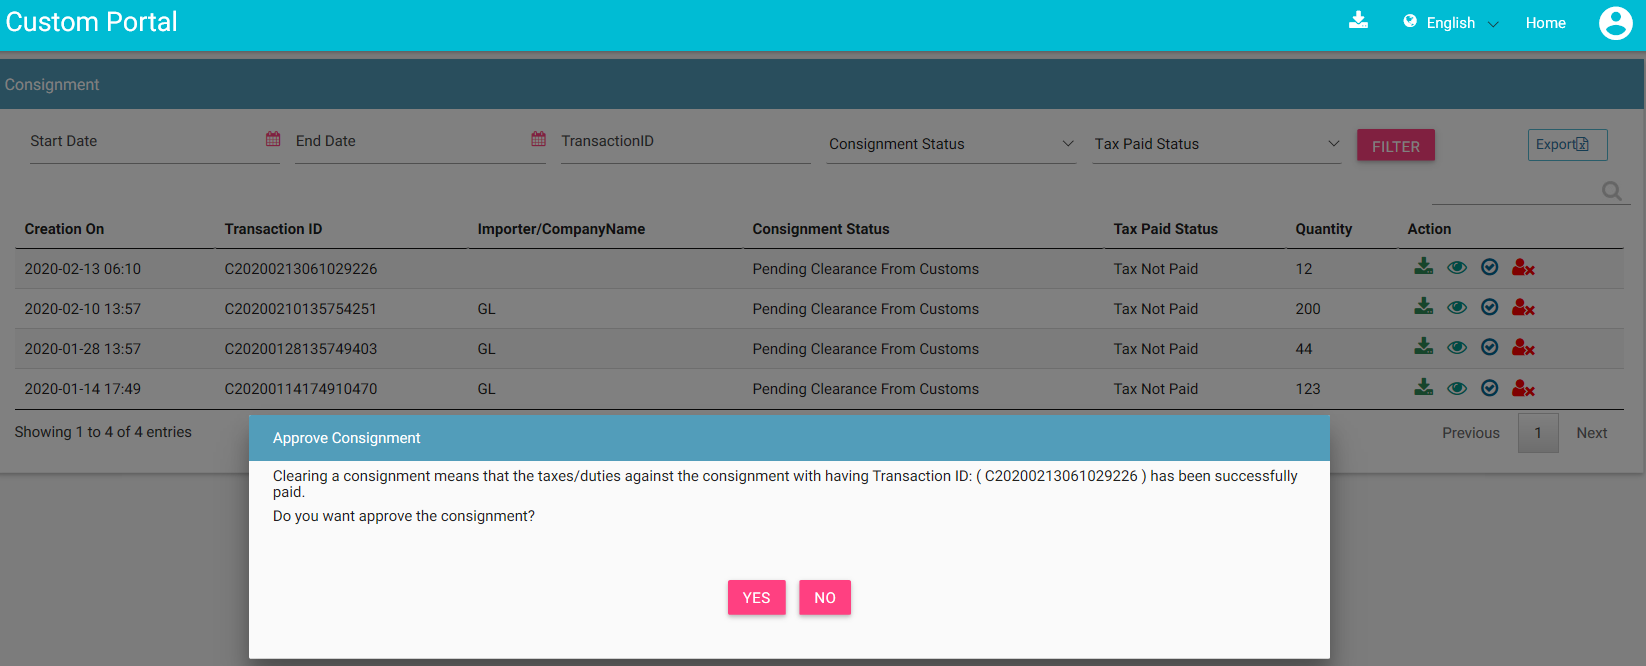 Custom Portal
English Home
Consignment
Start Date End Date TransactionID Consignment Status Tax Paid Status FILTER Export
Creation On Transaction ID Importer/CompanyName Consignment Status Tax Paid Status Quantity Action
2020-02-13 06:10 C20200213061029226 Pending Clearance From Customs Tax Not Paid 12
2020-02-10 13:57 C20200210135754251 GL Pending Clearance From Customs Tax Not Paid 200
2020-01-28 13:57 C20200128135749403 GL Pending Clearance From Customs Tax Not Paid 44
2020-01-14 17:49 C20200114174910470 GL Pending Clearance From Customs Tax Not Paid 123
Showing 1 to 4 of 4 entries Previous 1 Next
Approve Consignment
Clearing a consignment means that the taxes/duties against the consignment with having Transaction ID: ( C20200213061029226 ) has been successfully
paid.
Do you want approve the consignment?
YES NO